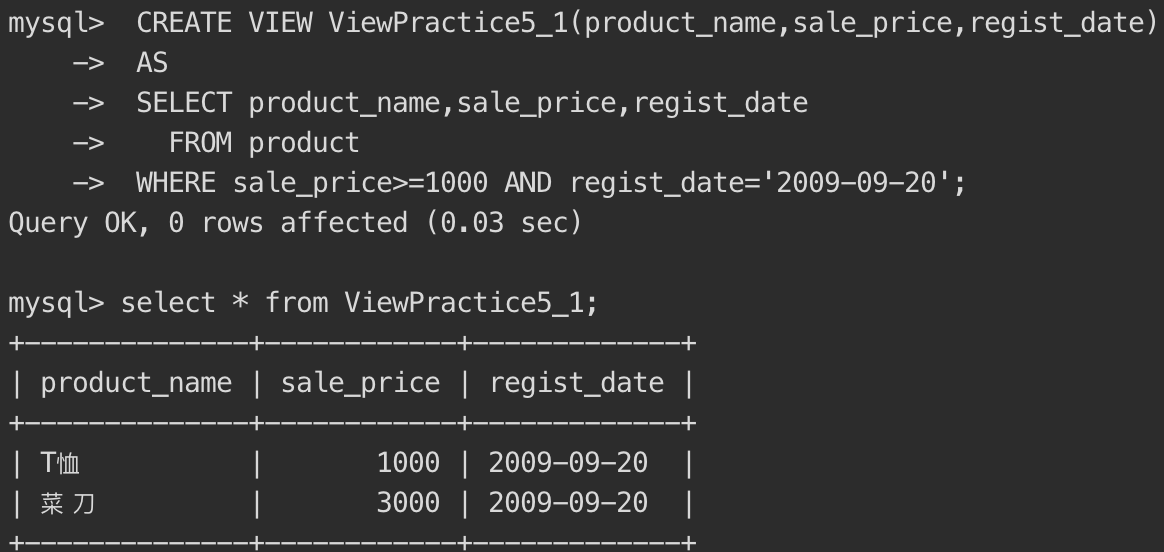 mysql>  CREATE VIEW ViewPractice5_1(product_name,sale_price,regist_date)
    ->  AS
    ->  SELECT product_name,sale_price,regist_date
    ->    FROM product
    ->  WHERE sale_price>=1000 AND regist_date='2009-09-20';
Query OK, 0 rows affected (0.03 sec)

mysql> select * from ViewPractice5_1;
+--------------+------------+-------------+
| product_name | sale_price | regist_date |
+--------------+------------+-------------+
| T恤           |       1000 | 2009-09-20  |
| 菜刀          |       3000 | 2009-09-20  |
+--------------+------------+-------------+